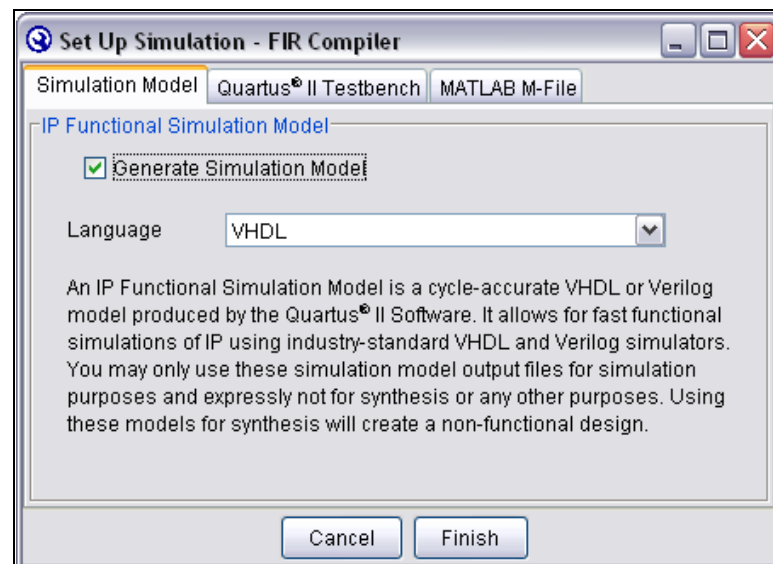 Set Up Simulation - FIR Compiler
Simulation Model Quartus® II Testbench MATLAB M-File
IP Functional Simulation Model
Generate Simulation Model
Language VHDL
An IP Functional Simulation Model is a cycle-accurate VHDL or Verilog
model produced by the Quartus® II Software. It allows for fast functional
simulations of IP using industry-standard VHDL and Verilog simulators.
You may only use these simulation model output files for simulation
purposes and expressly not for synthesis or any other purposes. Using
these models for synthesis will create a non-functional design.
Cancel Finish